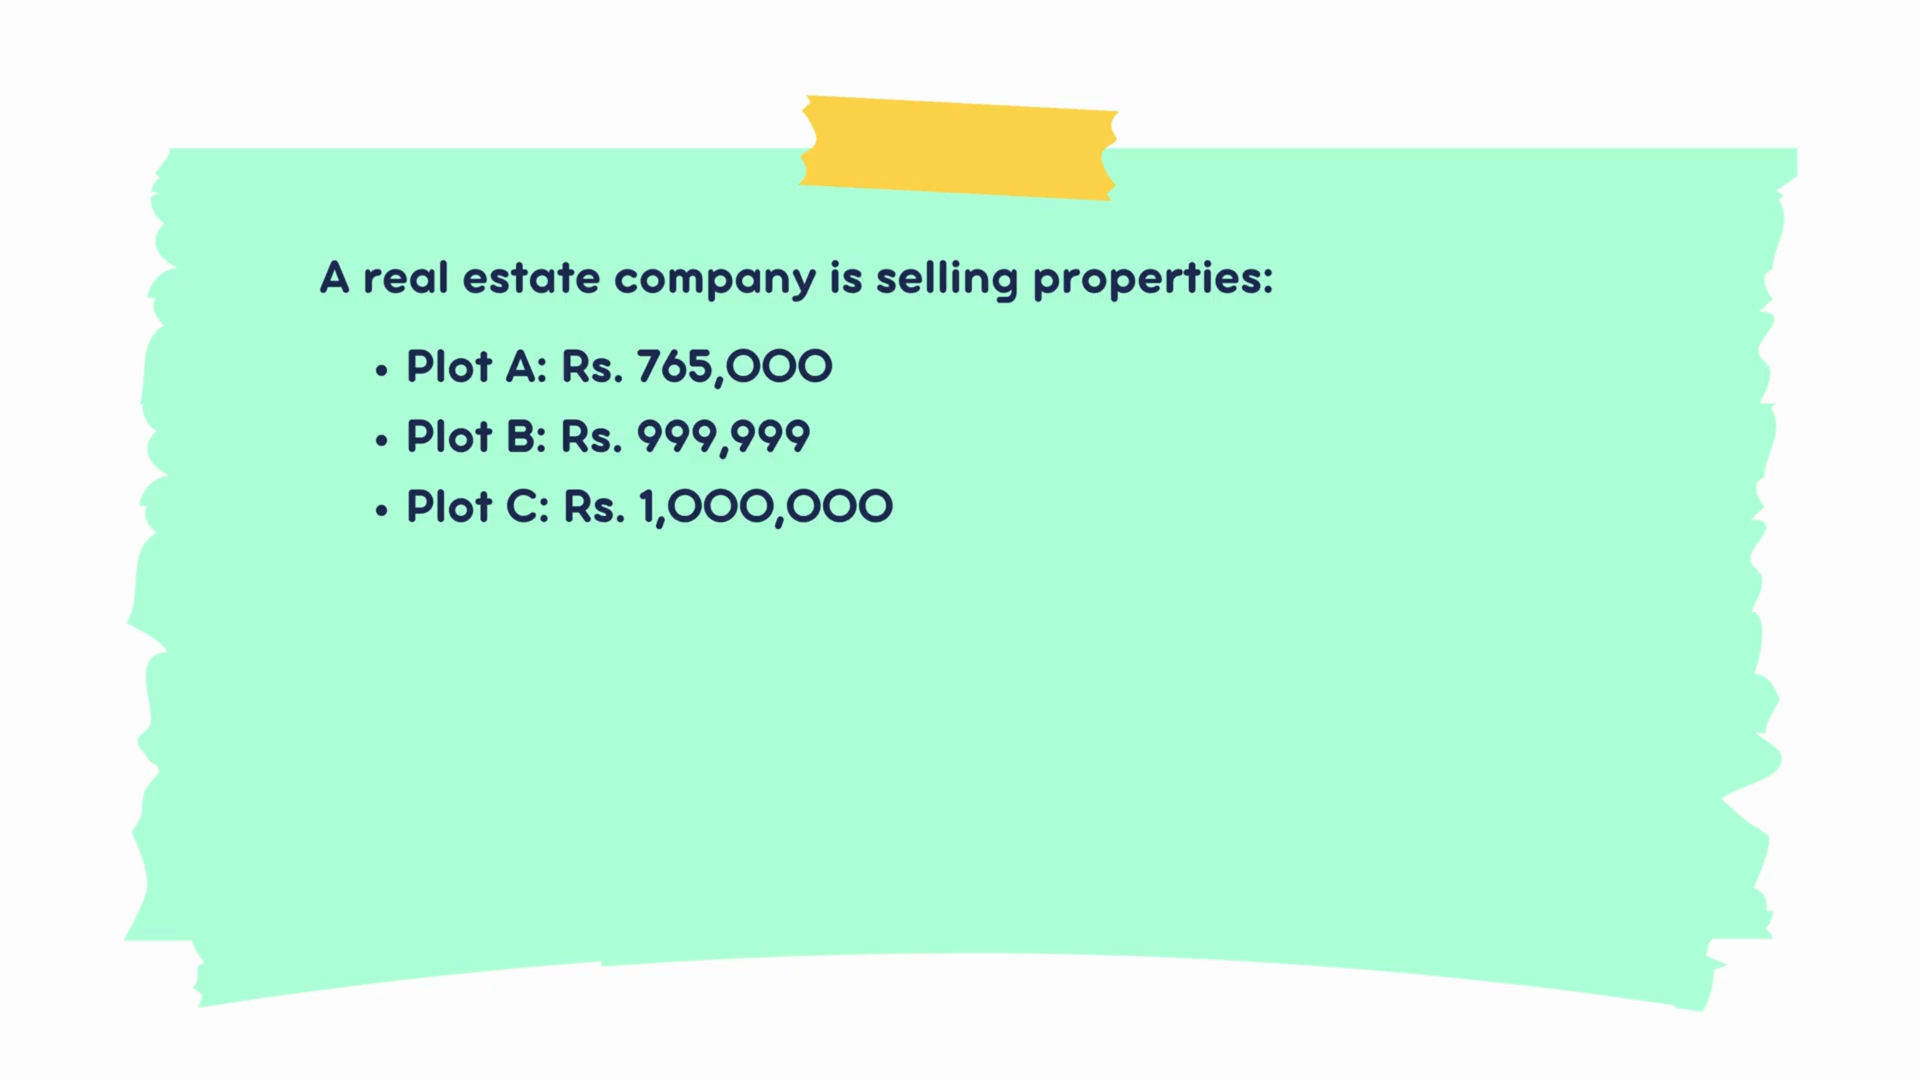 A real estate company is selling properties:
• Plot A: Rs. 765,000
• Plot B: Rs. 999,999
• Plot C: Rs. 1,000,000